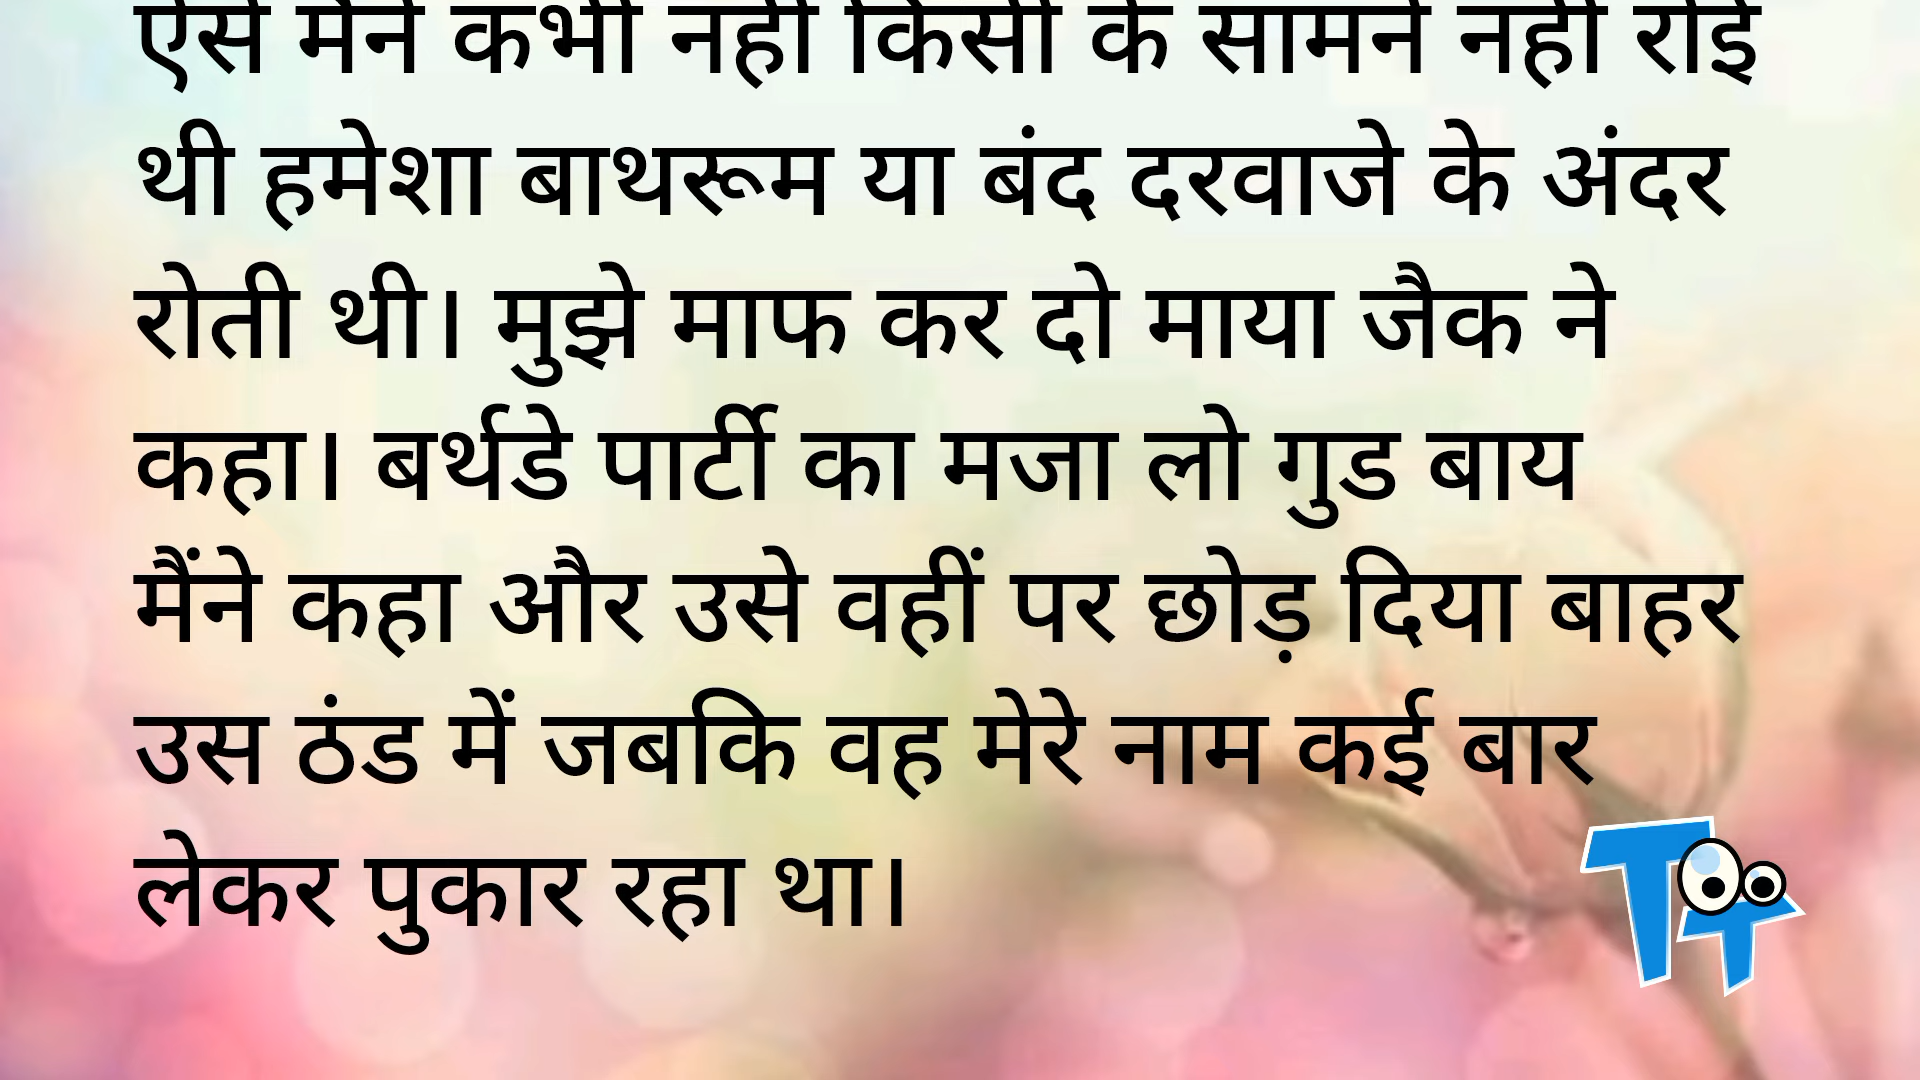 ऐसे मैंने कभी नहीं किसी के सामने नहीं रोई
थी हमेशा बाथरूम या बंद दरवाजे के अंदर
रोती थी। मुझे माफ कर दो माया जैक ने
कहा। बर्थडे पार्टी का मजा लो गुड बाय
मैंने कहा और उसे वहीं पर छोड़ दिया बाहर
उस ठंड में जबकि वह मेरे नाम कई बार
लेकर पुकार रहा था।
TT